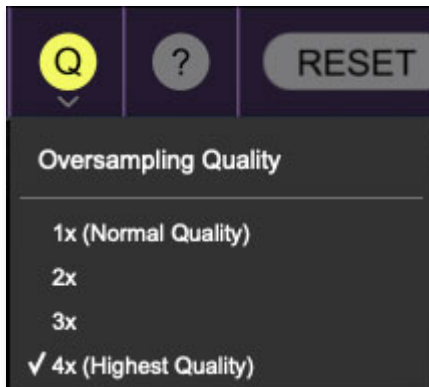 Q ? RESET
Oversampling Quality
1x (Normal Quality)
2x
3x
✓ 4x (Highest Quality)